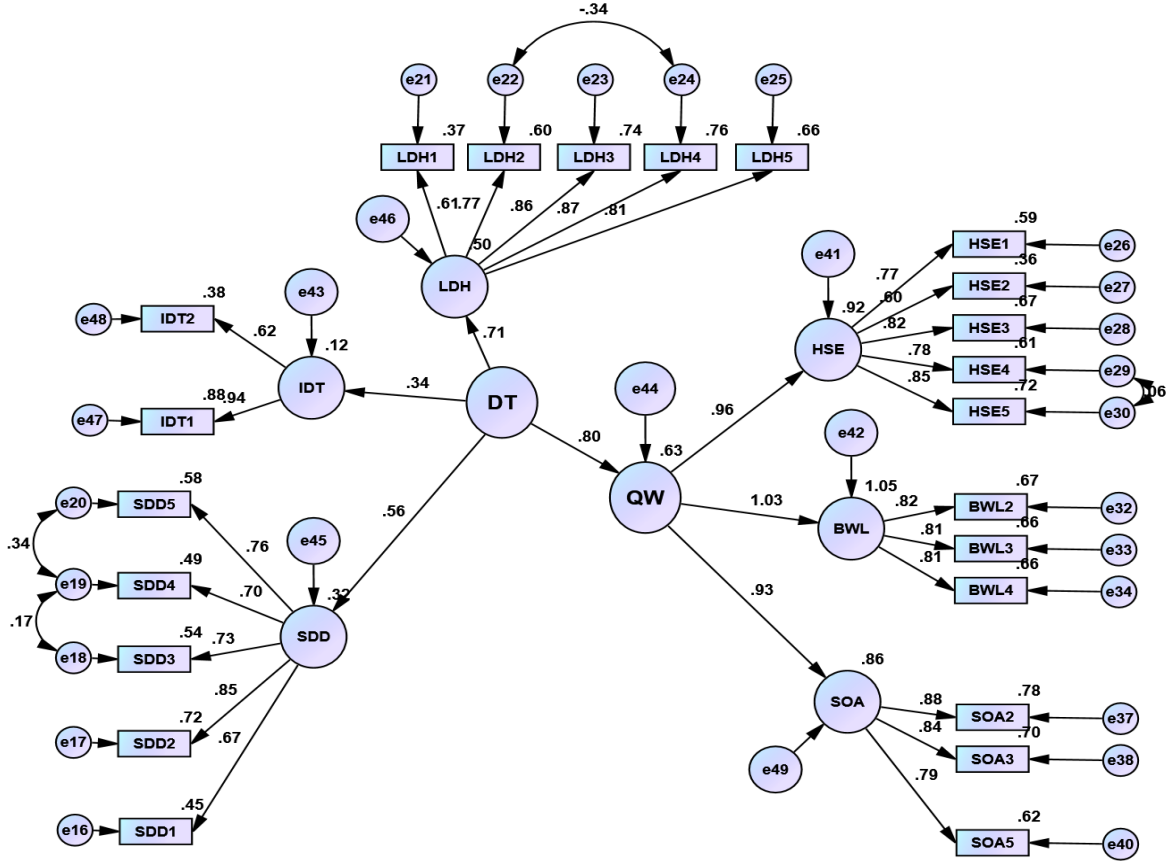 -.34
e21 e22 e23 e24 e25
.37 .60 .74 .76 .66
LDH1 LDH2 LDH3 LDH4 LDH5
.61 .77 .86 .87 .81
e46
.50
LDH
.71
e43
.38
e48 IDT2
.62
.12
IDT
.34
.88 .94
e47 IDT1
DT
.80
.56
e44
.63
QW
.96
1.03
.93
e41
.92
HSE
.77
.60
.82
.78
.85
.59
HSE1 e26
.36
HSE2 e27
.67
HSE3 e28
.61
HSE4 e29
.72
HSE5 e30
.06
e42
1.05
BWL
.82
.81
.81
.67
BWL2 e32
.66
BWL3 e33
.66
BWL4 e34
.58
e20 SDD5
.34
.76
e45
.49
e19 SDD4
.70
.32
SDD
.17
.54 .73
e18 SDD3
.85
.72
e17 SDD2
.67
.45
e16 SDD1
.86
SOA
e49
.88
.84
.79
.78
SOA2 e37
.70
SOA3 e38
.62
SOA5 e40